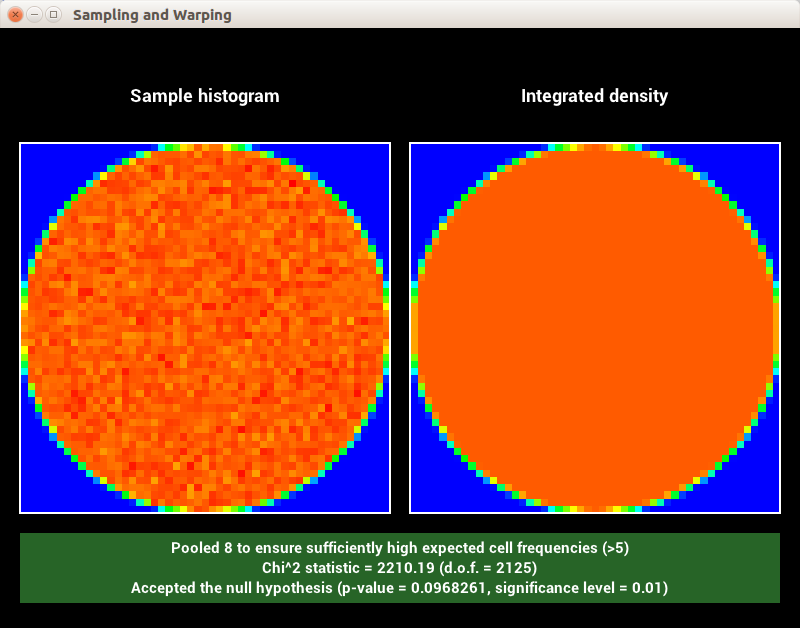 Sampling and Warping
Sample histogram
Integrated density
Pooled 8 to ensure sufficiently high expected cell frequencies (>5)
Chi^2 statistic = 2210.19 (d.o.f. = 2125)
Accepted the null hypothesis (p-value = 0.0968261, significance level = 0.01)